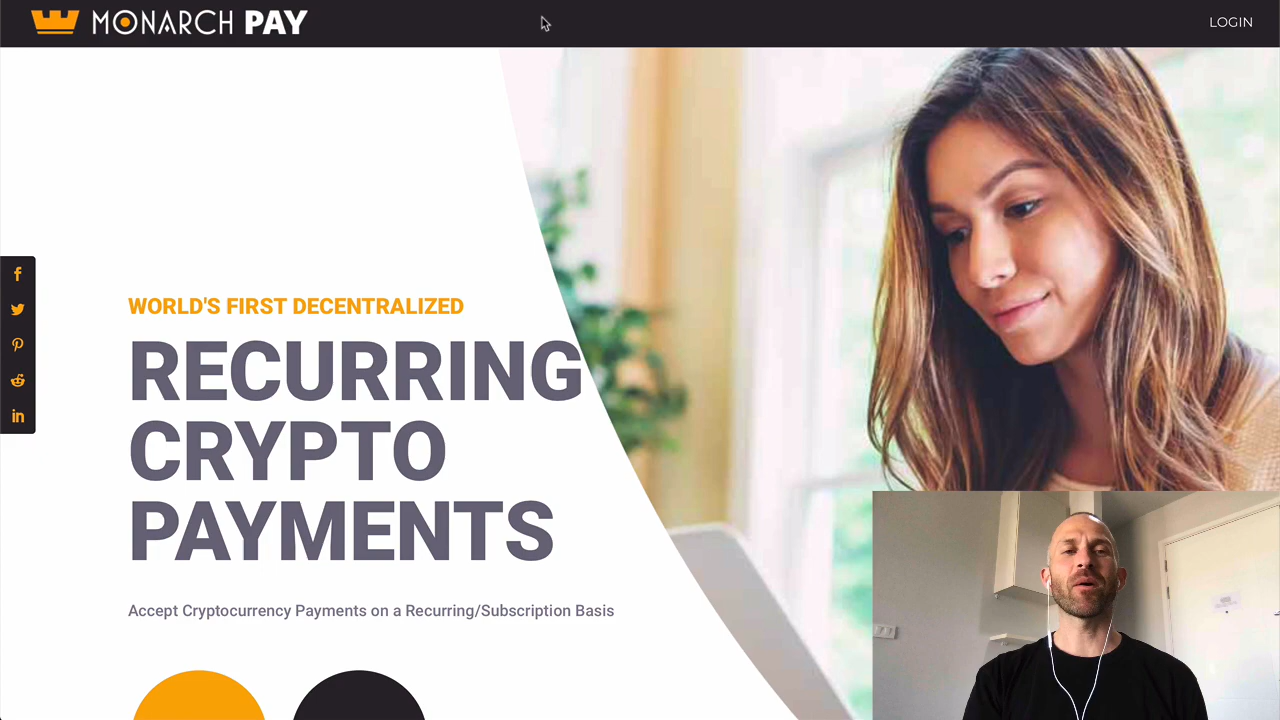 MONARCH PAY
LOGIN
WORLD'S FIRST DECENTRALIZED
RECURRING
CRYPTO
PAYMENTS
Accept Cryptocurrency Payments on a Recurring/Subscription Basis